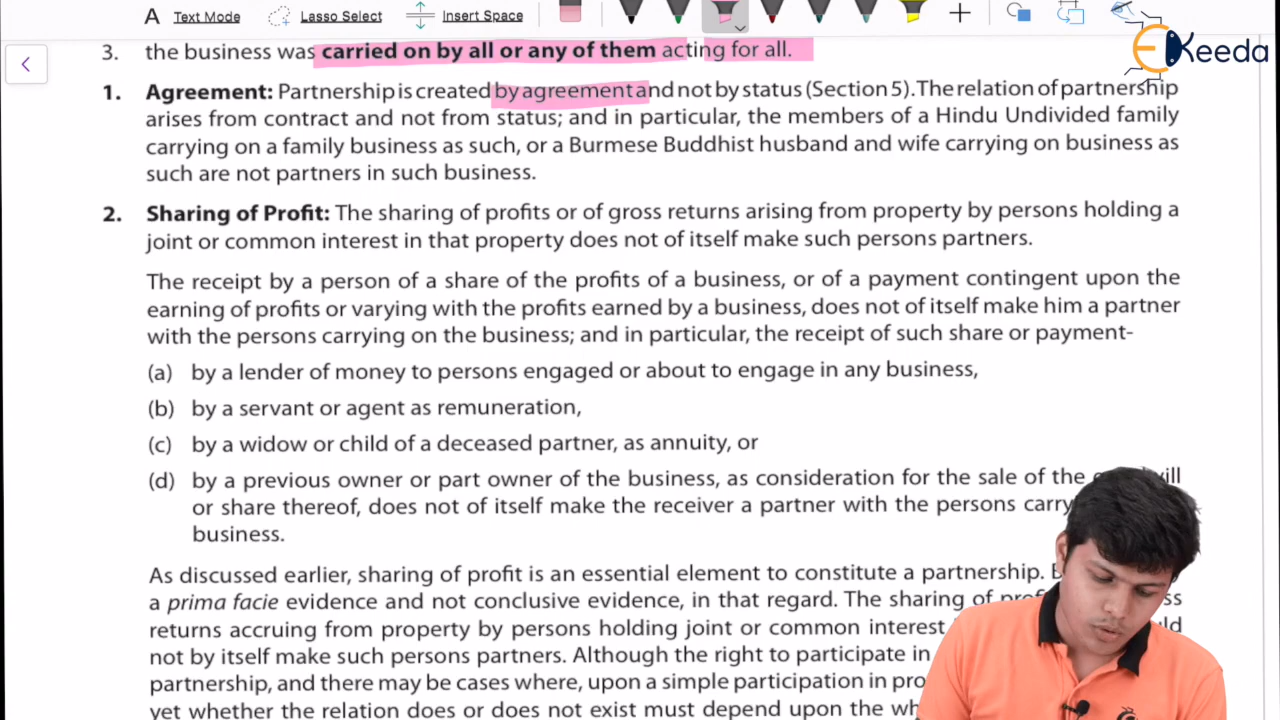 A Text Mode Lasso Select Insert Space
EKeeda
3. the business was carried on by all or any of them acting for all.
1. Agreement: Partnership is created by agreement and not by status (Section 5). The relation of partnership
arises from contract and not from status; and in particular, the members of a Hindu Undivided family
carrying on a family business as such, or a Burmese Buddhist husband and wife carrying on business as
such are not partners in such business.
2. Sharing of Profit: The sharing of profits or of gross returns arising from property by persons holding a
joint or common interest in that property does not of itself make such persons partners.
The receipt by a person of a share of the profits of a business, or of a payment contingent upon the
earning of profits or varying with the profits earned by a business, does not of itself make him a partner
with the persons carrying on the business; and in particular, the receipt of such share or payment-
(a) by a lender of money to persons engaged or about to engage in any business,
(b) by a servant or agent as remuneration,
(c) by a widow or child of a deceased partner, as annuity, or
(d) by a previous owner or part owner of the business, as consideration for the sale of the
or share thereof, does not of itself make the receiver a partner with the persons
business.
As discussed earlier, sharing of profit is an essential element to constitute a partnership.
a prima facie evidence and not conclusive evidence, in that regard. The sharing of
returns accruing from property by persons holding joint or common interest
not by itself make such persons partners. Although the right to participate in
partnership, and there may be cases where, upon a simple participation in
yet whether the relation does or does not exist must depend upon the